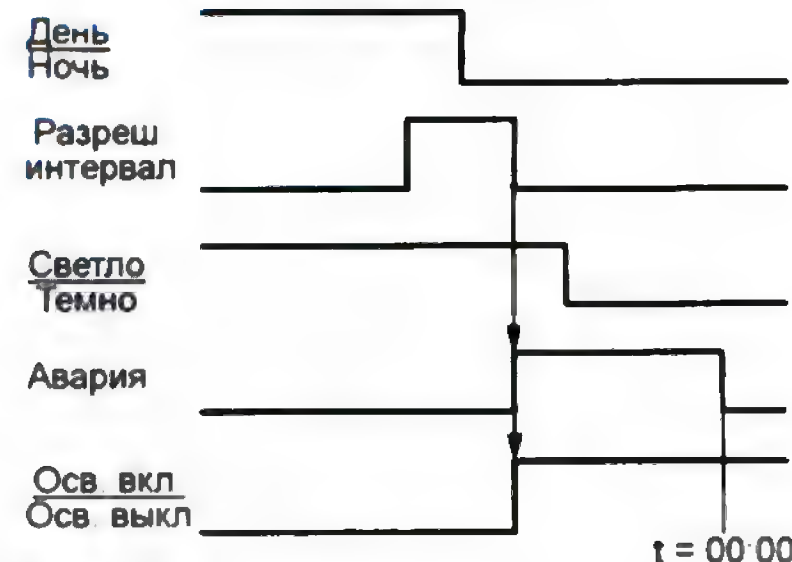 День
Ночь
Разреш
интервал
Светло
Темно
Авария
Осв. вкл
Осв. выкл
t = 00:00